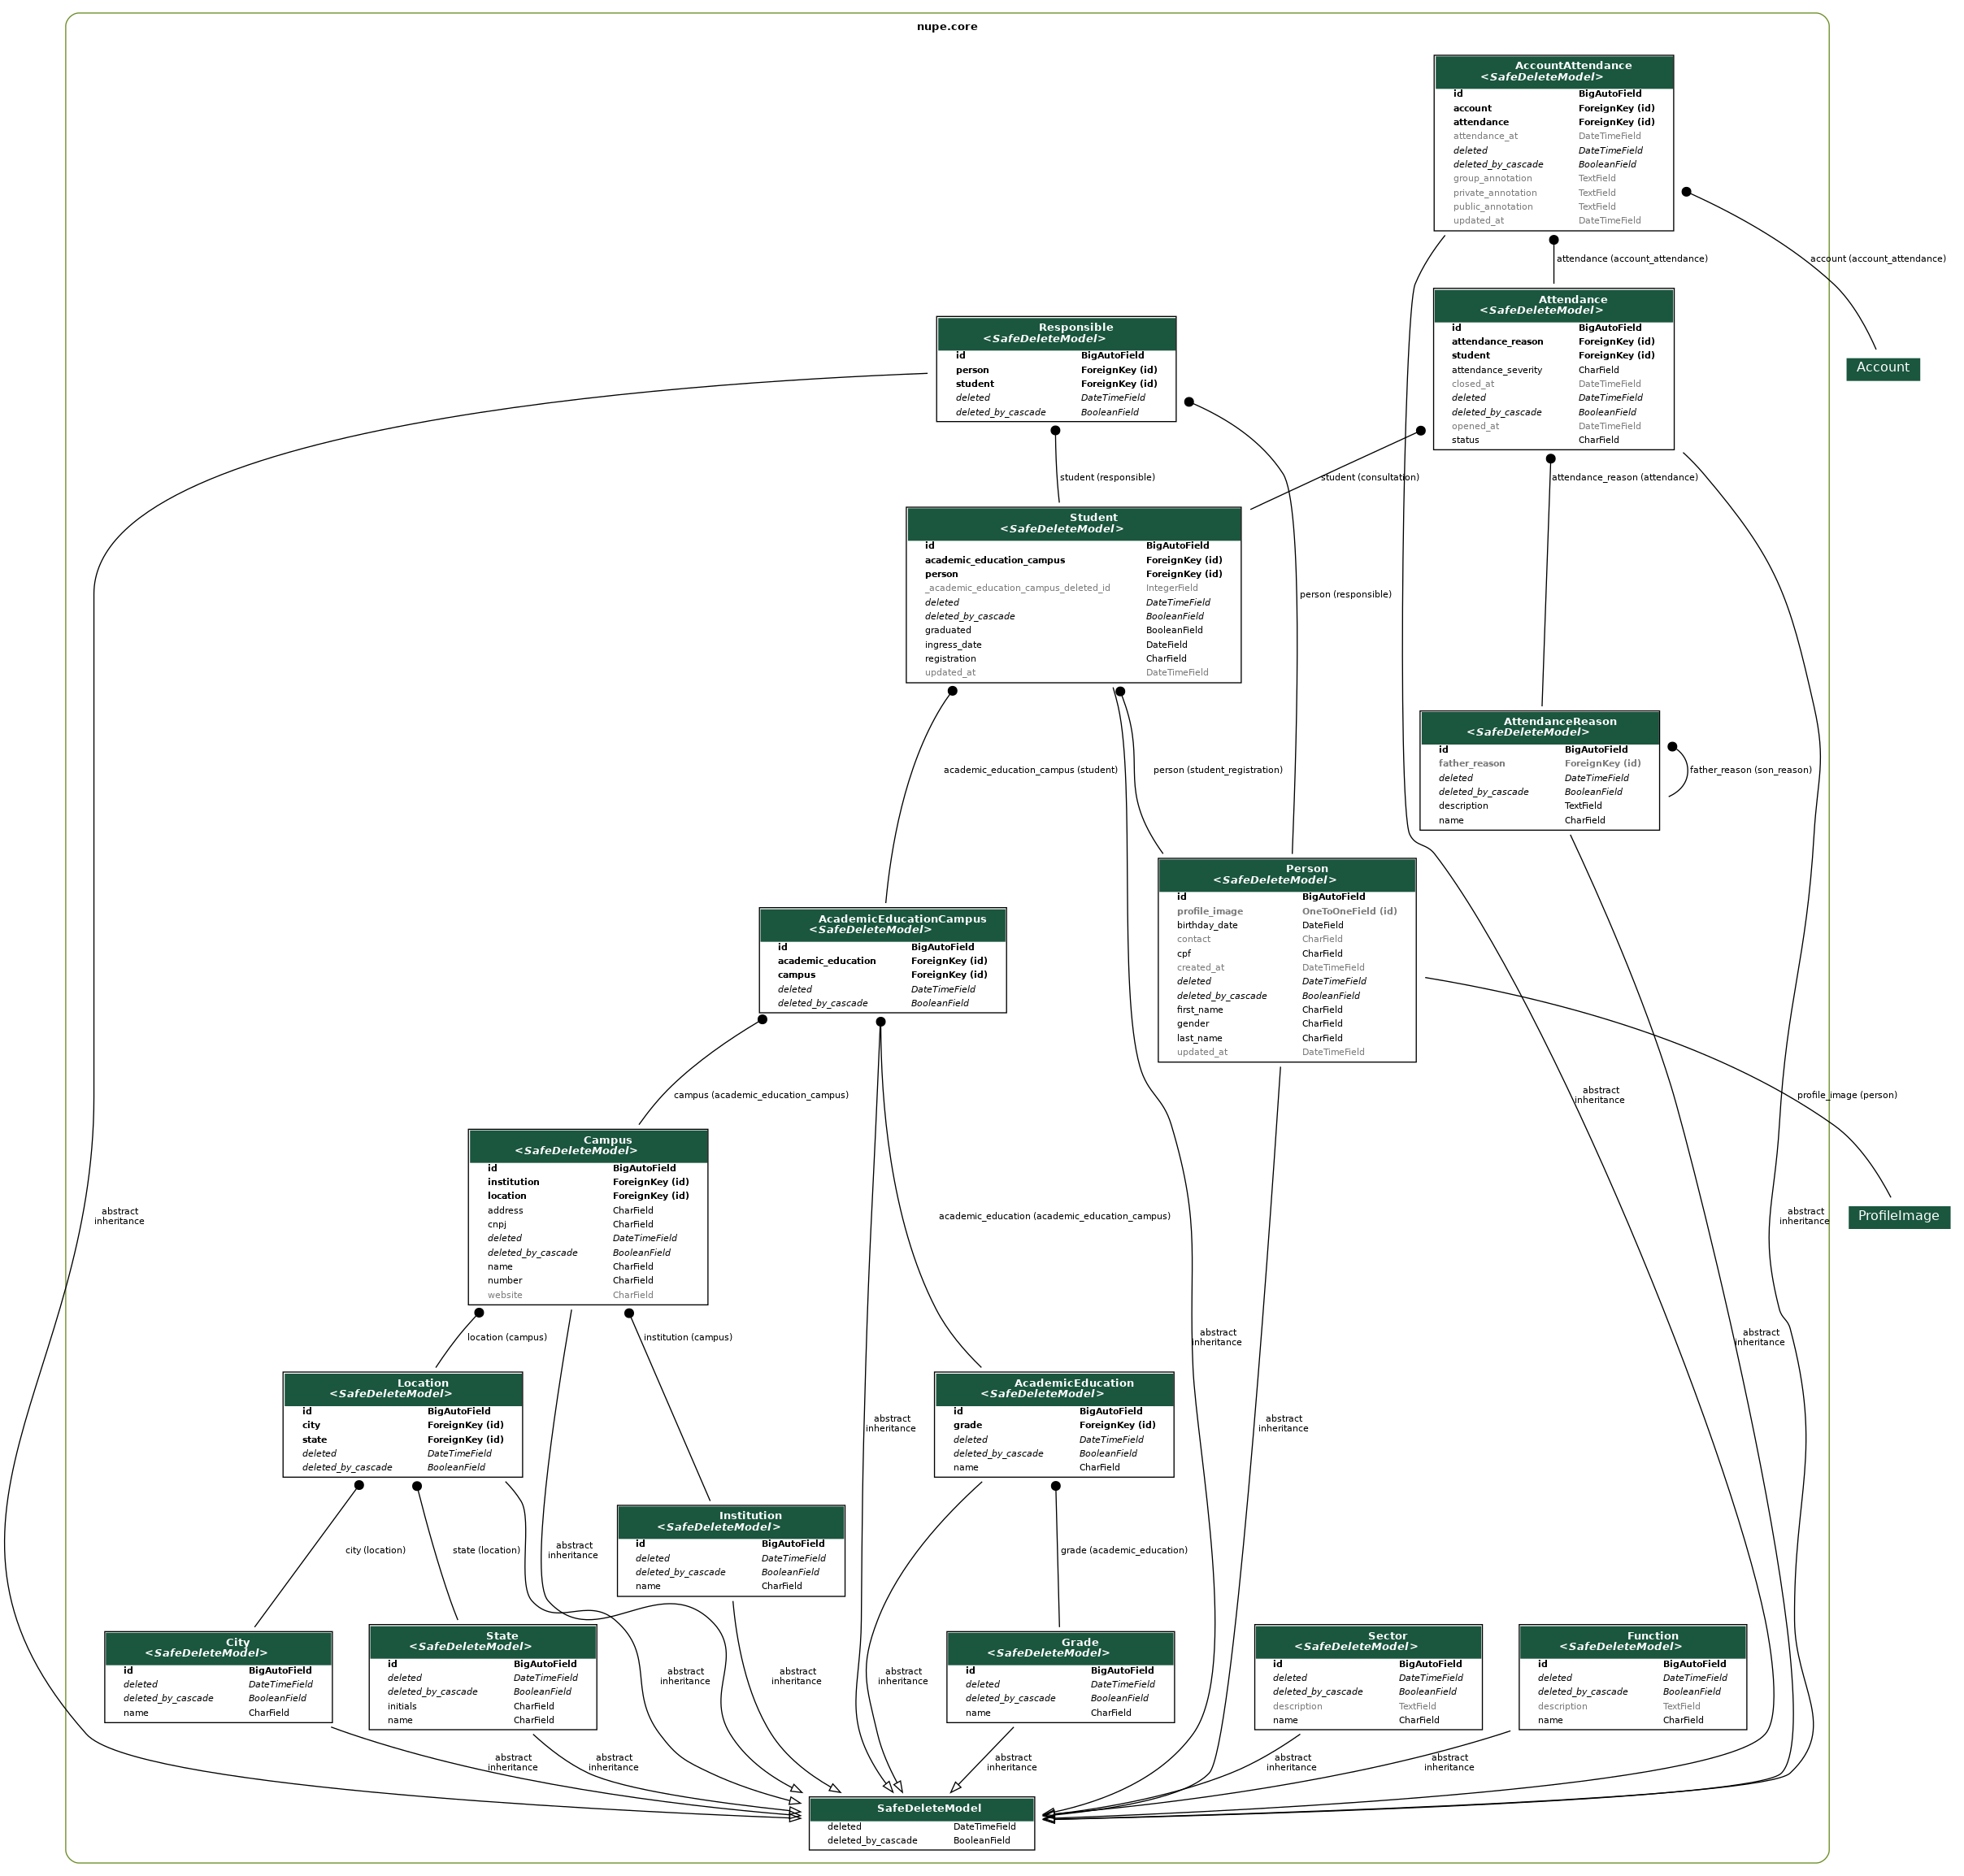 nupe.core
AccountAttendance
<SafeDeleteModel>
id BigAutoField
account ForeignKey (id)
attendance ForeignKey (id)
attendance_at DateTimeField
deleted DateTimeField
deleted_by_cascade BooleanField
group_annotation TextField
private_annotation TextField
public_annotation TextField
updated_at DateTimeField
attendance (account_attendance)
account (account_attendance)
Attendance
<SafeDeleteModel>
id BigAutoField
attendance_reason ForeignKey (id)
student ForeignKey (id)
attendance_severity CharField
closed_at DateTimeField
deleted DateTimeField
deleted_by_cascade BooleanField
opened_at DateTimeField
status CharField
Account
Responsible
<SafeDeleteModel>
id BigAutoField
person ForeignKey (id)
student ForeignKey (id)
deleted DateTimeField
deleted_by_cascade BooleanField
student (responsible)
student (consultation)
attendance_reason (attendance)
Student
<SafeDeleteModel>
id BigAutoField
academic_education_campus ForeignKey (id)
person ForeignKey (id)
_academic_education_campus_deleted_id IntegerField
deleted DateTimeField
deleted_by_cascade BooleanField
graduated BooleanField
ingress_date DateField
registration CharField
updated_at DateTimeField
person (responsible)
AttendanceReason
<SafeDeleteModel>
id BigAutoField
father_reason ForeignKey (id)
deleted DateTimeField
deleted_by_cascade BooleanField
description TextField
name CharField
father_reason (son_reason)
academic_education_campus (student)
person (student_registration)
Person
<SafeDeleteModel>
id BigAutoField
profile_image OneToOneField (id)
birthday_date DateField
contact CharField
cpf CharField
created_at DateTimeField
deleted DateTimeField
deleted_by_cascade BooleanField
first_name CharField
gender CharField
last_name CharField
updated_at DateTimeField
AcademicEducationCampus
<SafeDeleteModel>
id BigAutoField
academic_education ForeignKey (id)
campus ForeignKey (id)
deleted DateTimeField
deleted_by_cascade BooleanField
campus (academic_education_campus)
abstract
inheritance
profile_image (person)
Campus
<SafeDeleteModel>
id BigAutoField
institution ForeignKey (id)
location ForeignKey (id)
address CharField
cnpj CharField
deleted DateTimeField
deleted_by_cascade BooleanField
name CharField
number CharField
website CharField
abstract
inheritance
academic_education (academic_education_campus)
abstract
inheritance
ProfileImage
location (campus)
institution (campus)
abstract
inheritance
abstract
inheritance
Location
<SafeDeleteModel>
id BigAutoField
city ForeignKey (id)
state ForeignKey (id)
deleted DateTimeField
deleted_by_cascade BooleanField
abstract
inheritance
AcademicEducation
<SafeDeleteModel>
id BigAutoField
grade ForeignKey (id)
deleted DateTimeField
deleted_by_cascade BooleanField
name CharField
abstract
inheritance
Institution
<SafeDeleteModel>
id BigAutoField
deleted DateTimeField
deleted_by_cascade BooleanField
name CharField
city (location)
state (location)
abstract
inheritance
grade (academic_education)
City
<SafeDeleteModel>
id BigAutoField
deleted DateTimeField
deleted_by_cascade BooleanField
name CharField
State
<SafeDeleteModel>
id BigAutoField
deleted DateTimeField
deleted_by_cascade BooleanField
initials CharField
name CharField
abstract
inheritance
abstract
inheritance
abstract
inheritance
Grade
<SafeDeleteModel>
id BigAutoField
deleted DateTimeField
deleted_by_cascade BooleanField
name CharField
Sector
<SafeDeleteModel>
id BigAutoField
deleted DateTimeField
deleted_by_cascade BooleanField
description TextField
name CharField
Function
<SafeDeleteModel>
id BigAutoField
deleted DateTimeField
deleted_by_cascade BooleanField
description TextField
name CharField
abstract
inheritance
abstract
inheritance
abstract
inheritance
abstract
inheritance
abstract
inheritance
SafeDeleteModel
deleted DateTimeField
deleted_by_cascade BooleanField